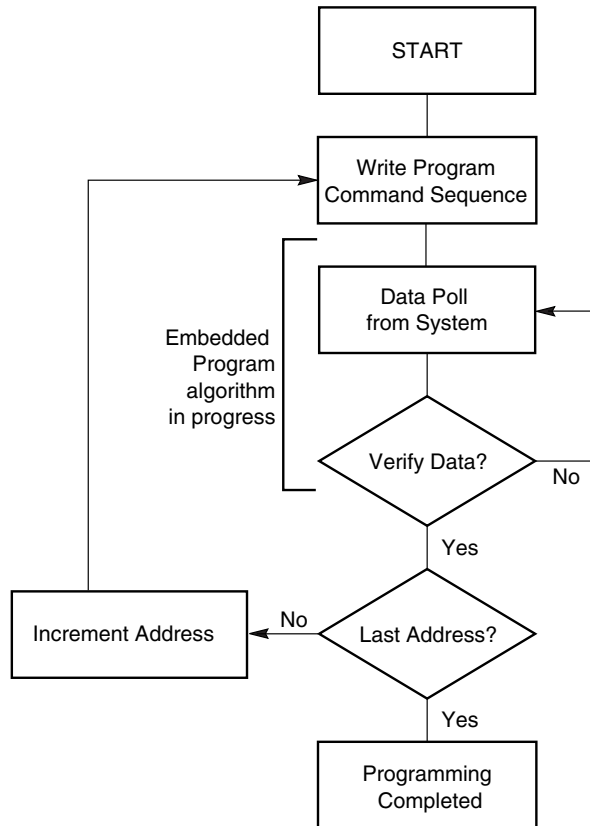 START
Write Program
Command Sequence
Data Poll
from System
Embedded
Program
algorithm
in progress
Verify Data?
No
Yes
Last Address?
No
Increment Address
Yes
Programming
Completed